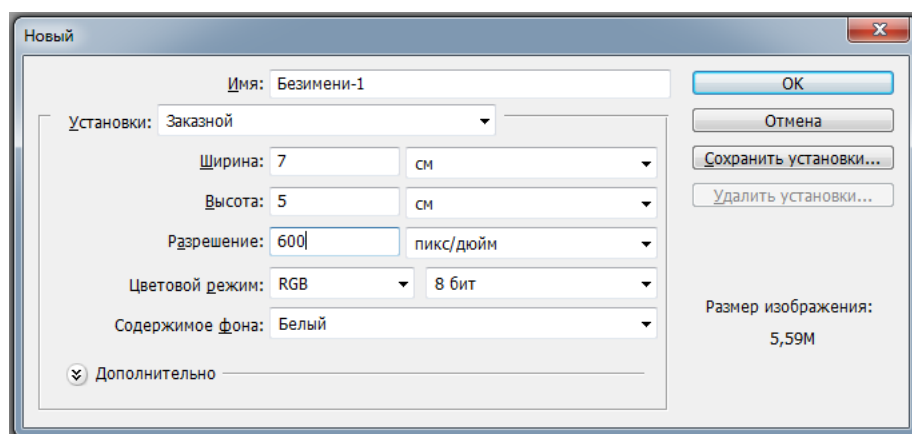 Новый
Имя: Безимени-1
OK
Установки: Заказной
Отмена
Ширина: 7 см
Сохранить установки...
Высота: 5 см
Удалить установки...
Разрешение: 600 пикс/дюйм
Цветовой режим: RGB 8 бит
Размер изображения:
Содержимое фона: Белый
5,59M
Дополнительно